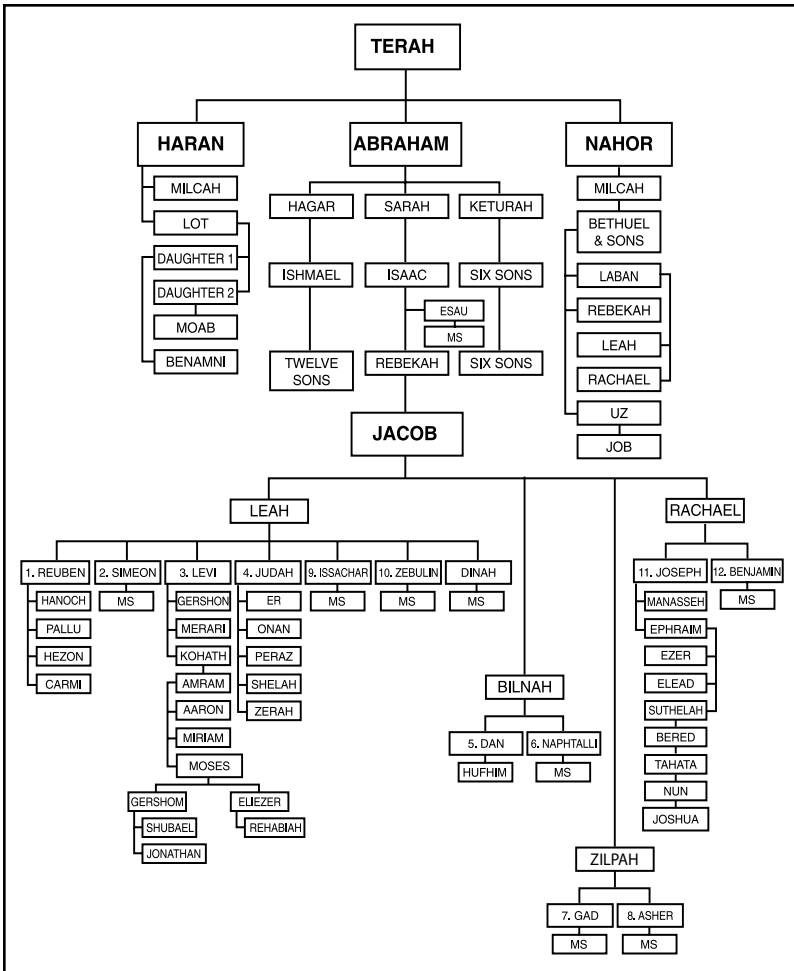 TERAH
HARAN
ABRAHAM
NAHOR
MILCAH
LOT
DAUGHTER 1
DAUGHTER 2
MOAB
BENAMNI
HAGAR
SARAH
KETURAH
ISHMAEL
ISAAC
SIX SONS
ESAU
MS
TWELVE
SONS
REBEKAH
SIX SONS
MILCAH
BETHUEL
& SONS
LABAN
REBEKAH
LEAH
RACHAEL
UZ
JOB
JACOB
LEAH
1. REUBEN
HANOCH
PALLU
HEZON
CARMI
2. SIMEON
MS
3. LEVI
GERSHON
MERARI
KOHATH
AMRAM
AARON
MIRIAM
MOSES
GERSHOM
SHUBAEL
JONATHAN
ELIEZER
REHABIAH
4. JUDAH
ER
ONAN
PERAZ
SHELAH
ZERAH
9. ISSACHAR
MS
10. ZEBULIN
MS
DINAH
MS
BILNAH
5. DAN
HUFHIM
6. NAPHTALLI
MS
ZILPAH
7. GAD
MS
8. ASHER
MS
RACHAEL
11. JOSEPH
MANASSEH
EPHRAIM
EZER
ELEAD
SUTHELAH
BERED
TAHATA
NUN
JOSHUA
12. BENJAMIN
MS